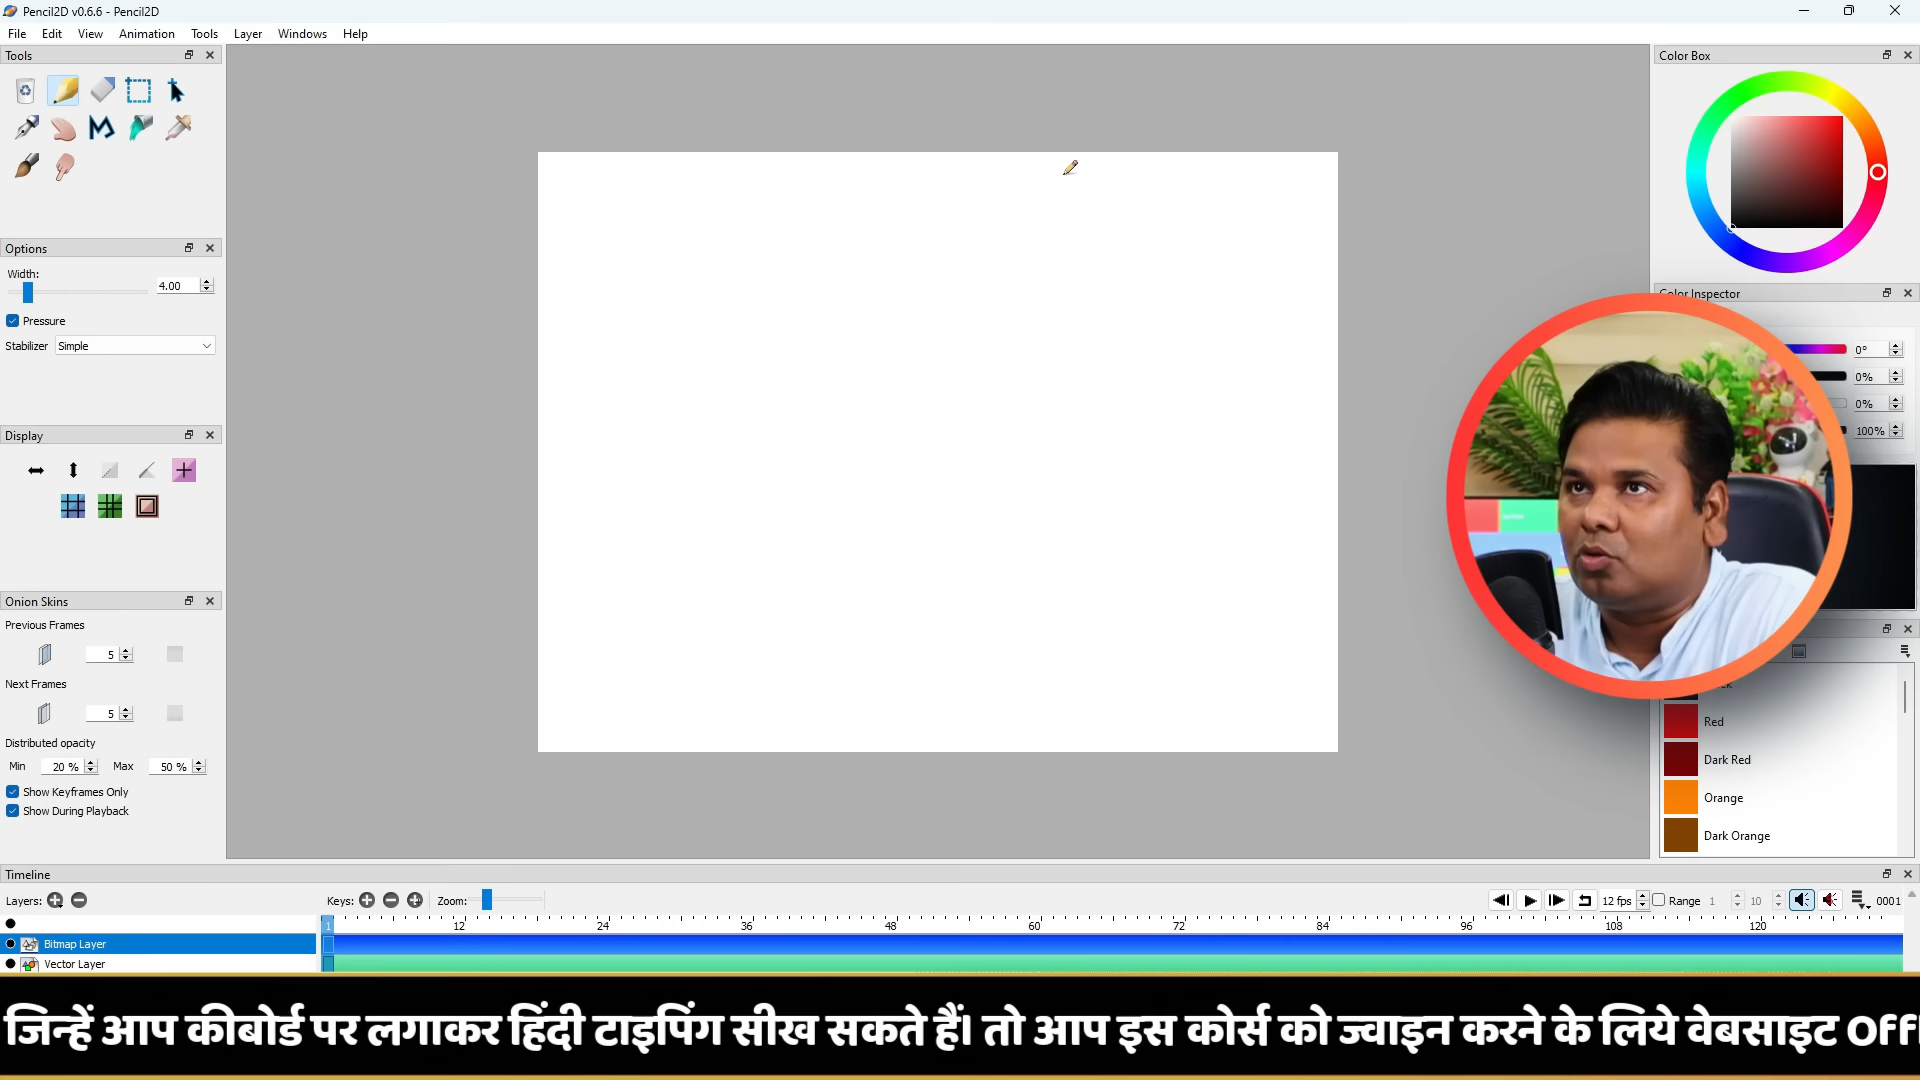 Pencil2D v0.6.6 - Pencil2D
File Edit View Animation Tools Layer Windows Help
Tools
Color Box
Options
Width:
4.00
Pressure
Stabilizer Simple
Color Inspector
0°
0%
0%
100%
Display
Onion Skins
Previous Frames
5
Next Frames
5
Distributed opacity
Min 20 % Max 50 %
Show Keyframes Only
Show During Playback
Red
Dark Red
Orange
Dark Orange
Timeline
Layers: Keys: Zoom: 12 fps Range 1 10 0001
1 12 24 36 48 60 72 84 96 108 120
Bitmap Layer
Vector Layer
जिन्हें आप कीबोर्ड पर लगाकर हिंदी टाइपिंग सीख सकते हैं। तो आप इस कोर्स को ज्वाइन करने के लिये वेबसाइट